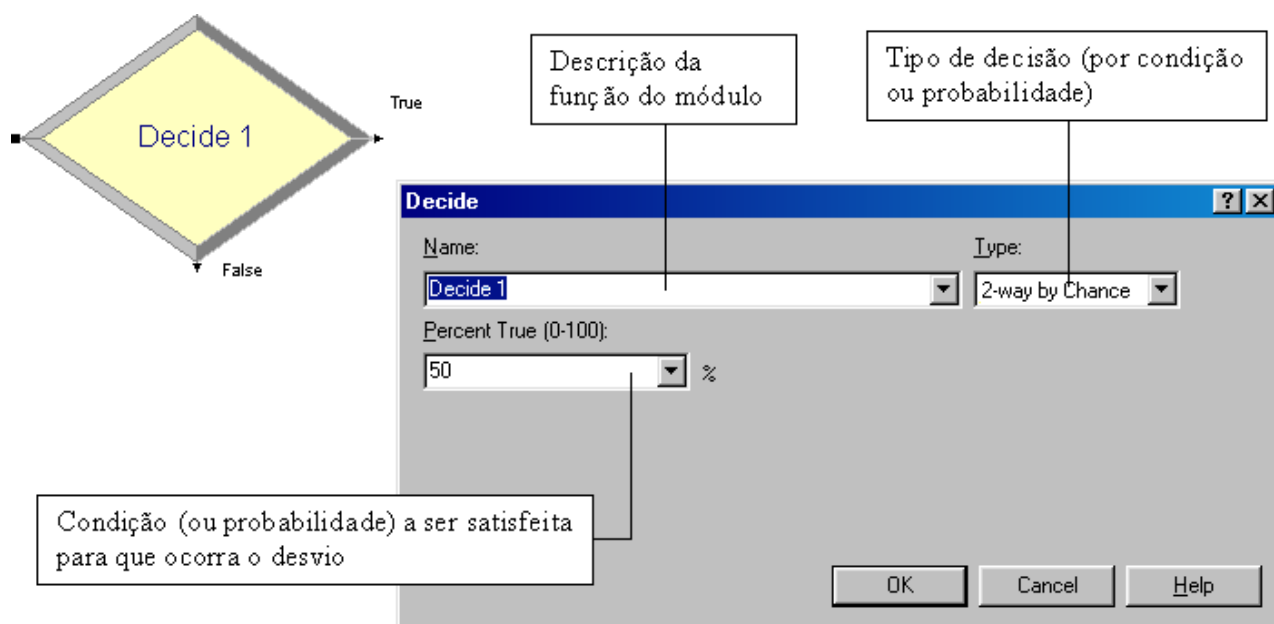 Descrição da
função do módulo
Tipo de decisão (por condição
ou probabilidade)
True
Decide 1
False
Decide
Name:
Type:
Decide 1
2-way by Chance
Percent True (0-100):
50
%
Condição (ou probabilidade) a ser satisfeita
para que ocorra o desvio
OK
Cancel
Help